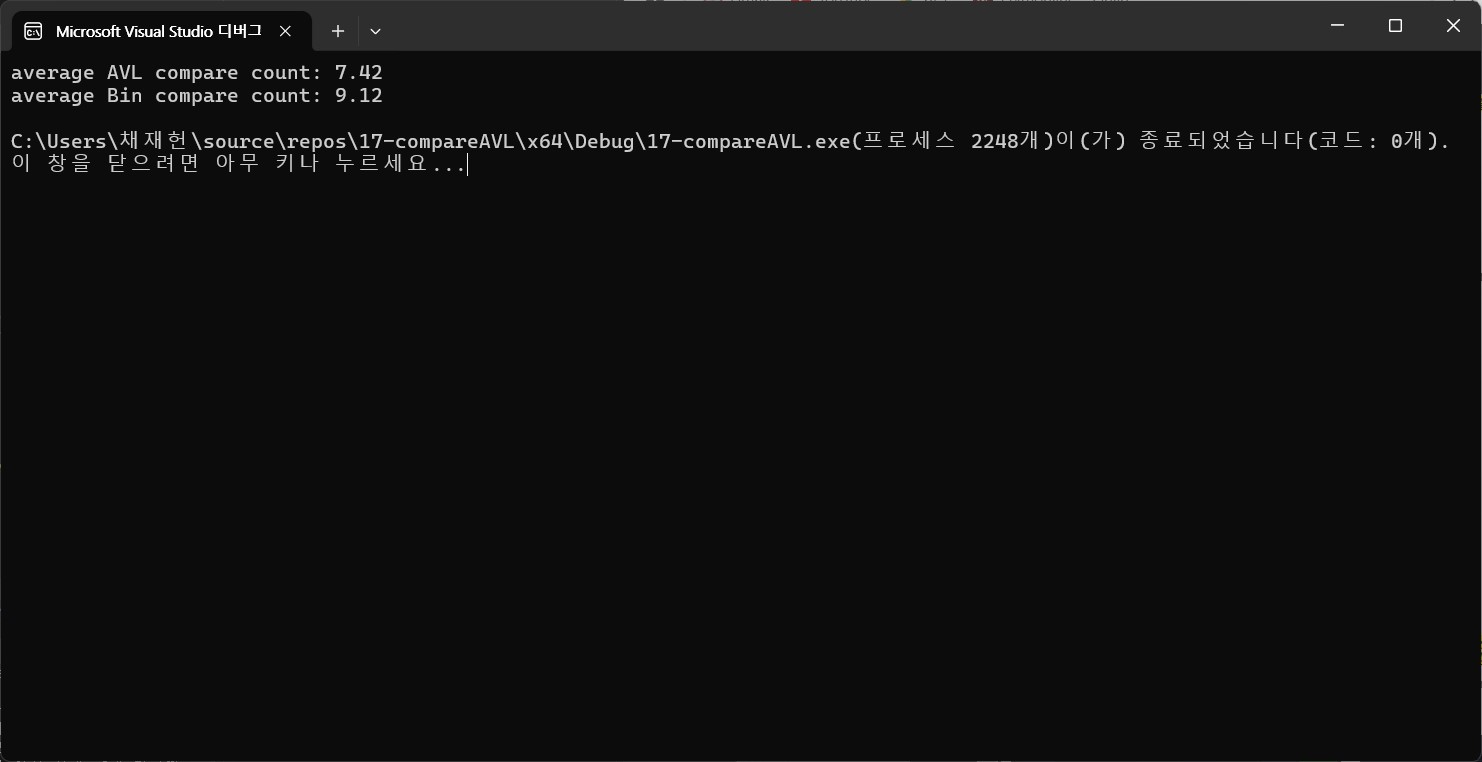 Microsoft Visual Studio 디버그
average AVL compare count: 7.42
average Bin compare count: 9.12
C:\Users\채재헌\source\repos\17-compareAVL\x64\Debug\17-compareAVL.exe(프로세스 2248개)이(가) 종료되었습니다(코드: 0개).
이 창을 닫으려면 아무 키나 누르세요...